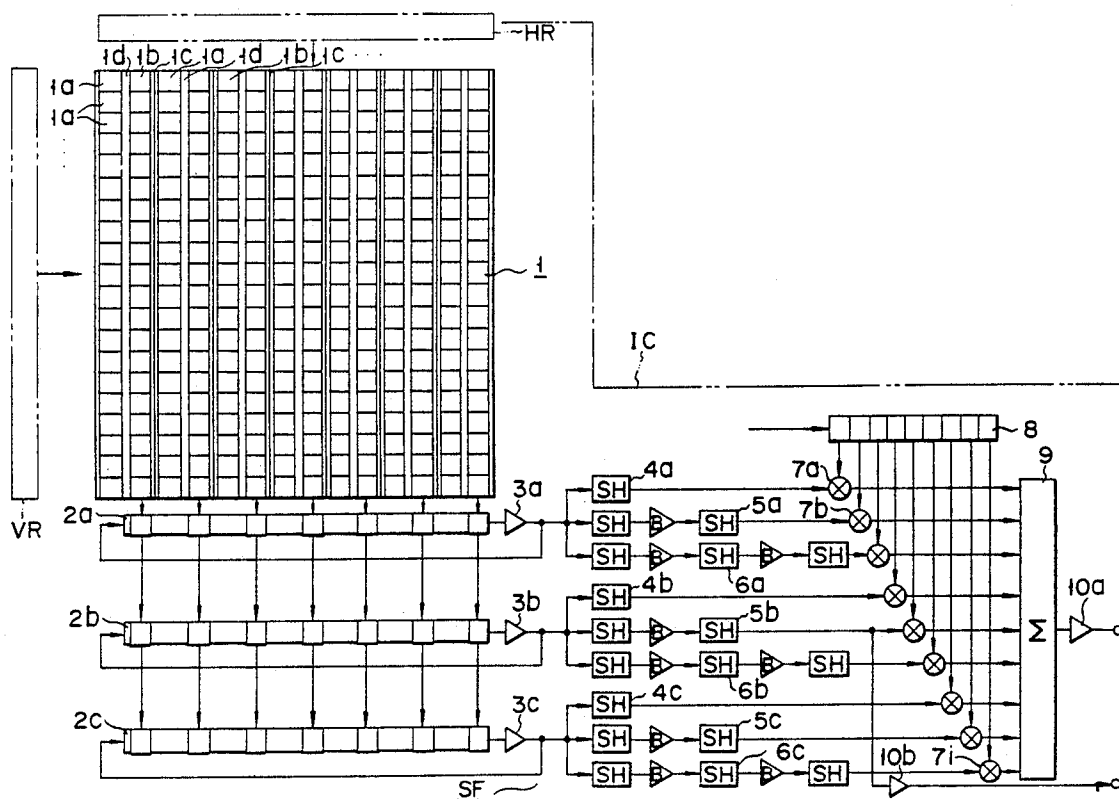 HR
1d 1b 1c 1a 1d 1b 1c ····
1a
1a
1
IC
VR
8
9
2a
3a
SH
4a
7a
SH
B
SH
5a
7b
SH
B
SH
6a
B
SH
2b
3b
SH
4b
10a
SH
B
SH
5b
Σ
SH
B
SH
6b
B
SH
2c
3c
SH
4c
SH
B
SH
5c
SH
B
SH
6c
B
SH
10b
7i
SF